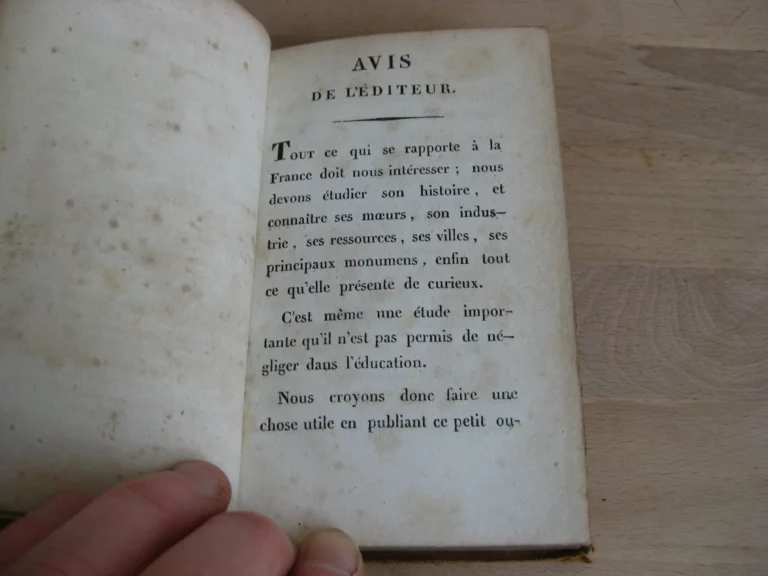 AVIS
DE L'ÉDITEUR.
TOUT ce qui se rapporte à la
France doit nous intéresser ; nous
devons étudier son histoire, et
connaître ses mœurs, son indus—
trie, ses ressources, ses villes, ses
principaux monumens, enfin tout
ce qu'elle présente de curieux.
C'est même une étude impor-
tante qu'il n'est pas permis de né—
gliger dans l'éducation.
Nous croyons donc faire une
chose utile en publiant ce petit ou-